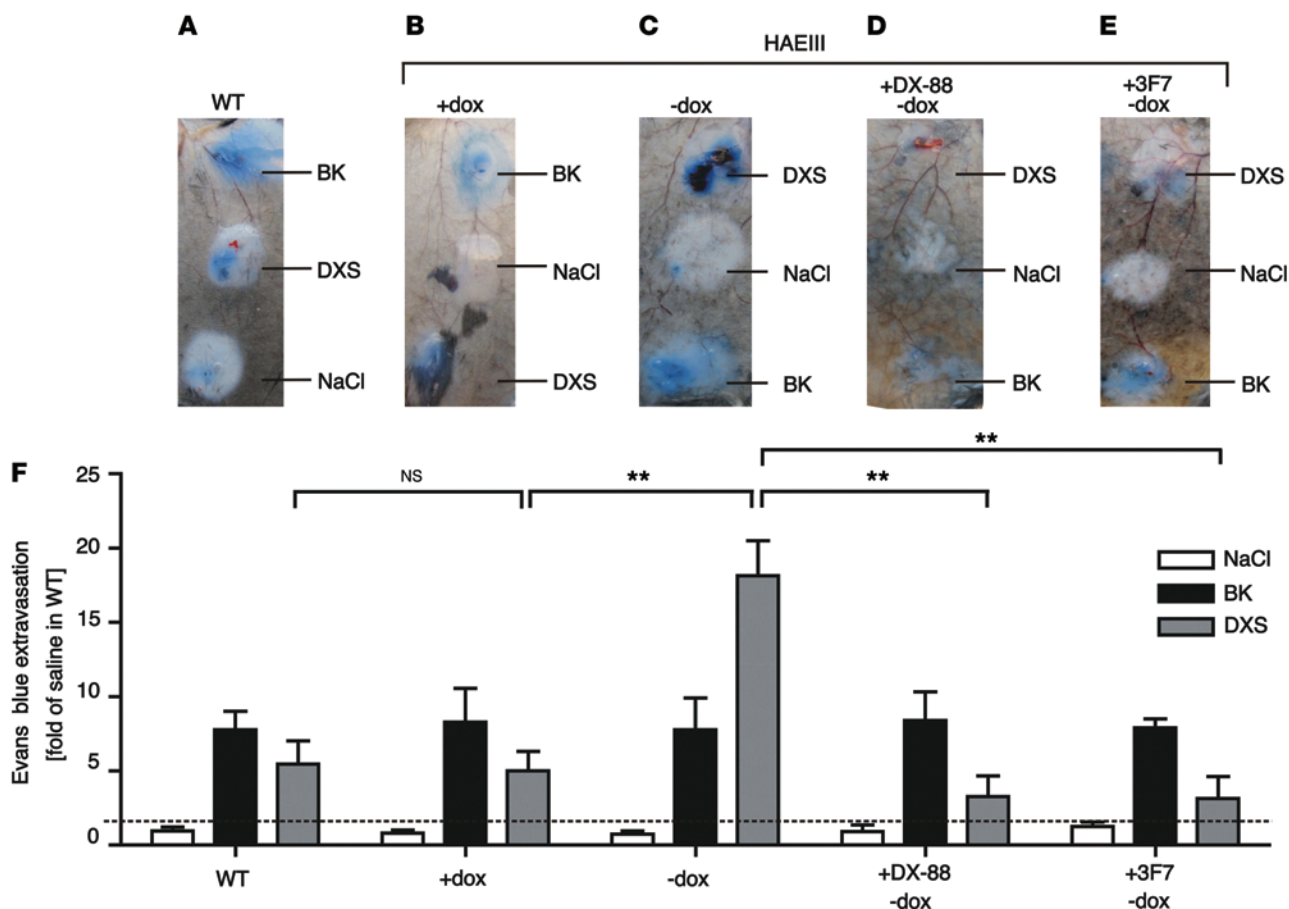 A B C D E
HAEIII
WT
+dox
-dox
+DX-88
-dox
+3F7
-dox
BK
DXS
NaCl
BK
NaCl
DXS
DXS
NaCl
BK
DXS
NaCl
BK
DXS
NaCl
BK
F
Evans blue extravasation
[fold of saline in WT]
25
20
15
10
5
0
NS
**
**
**
NaCl
BK
DXS
WT
+dox
-dox
+DX-88
-dox
+3F7
-dox